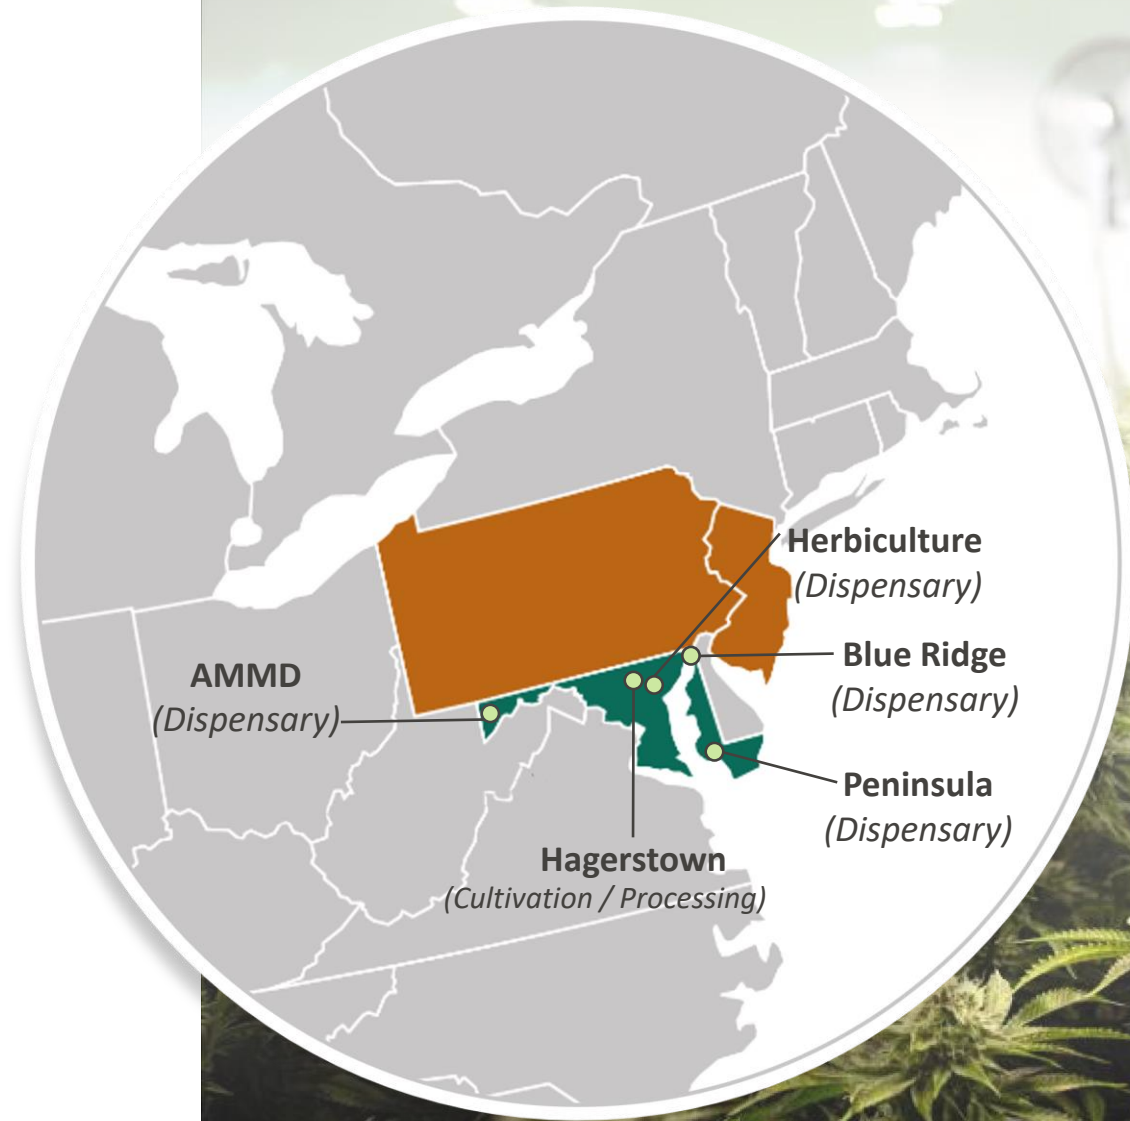 Herbiculture
(Dispensary)
Blue Ridge
(Dispensary)
AMMD
(Dispensary)
Peninsula
(Dispensary)
Hagerstown
(Cultivation / Processing)